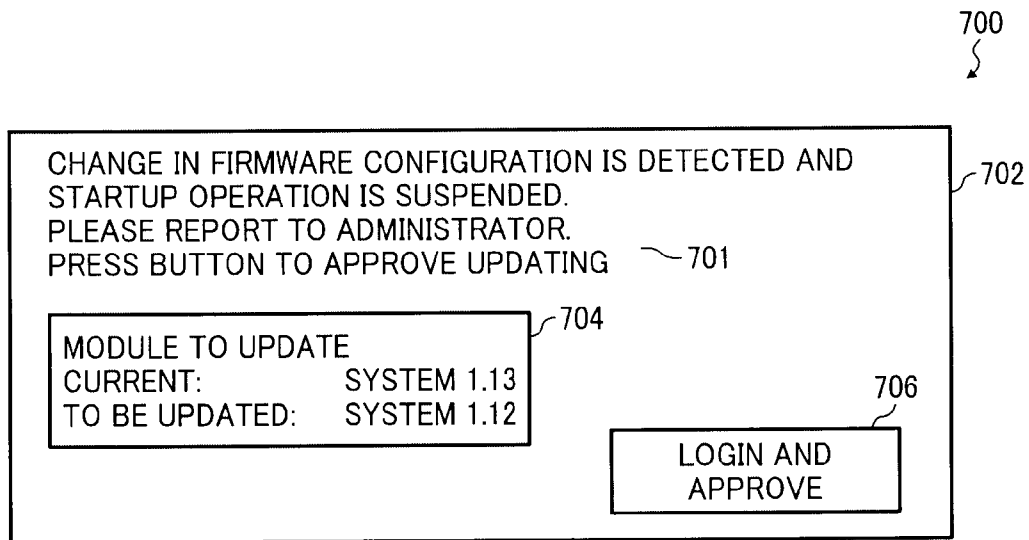 700
CHANGE IN FIRMWARE CONFIGURATION IS DETECTED AND
STARTUP OPERATION IS SUSPENDED.
PLEASE REPORT TO ADMINISTRATOR.
PRESS BUTTON TO APPROVE UPDATING
702
701
704
MODULE TO UPDATE
CURRENT: SYSTEM 1.13
TO BE UPDATED: SYSTEM 1.12
706
LOGIN AND
APPROVE